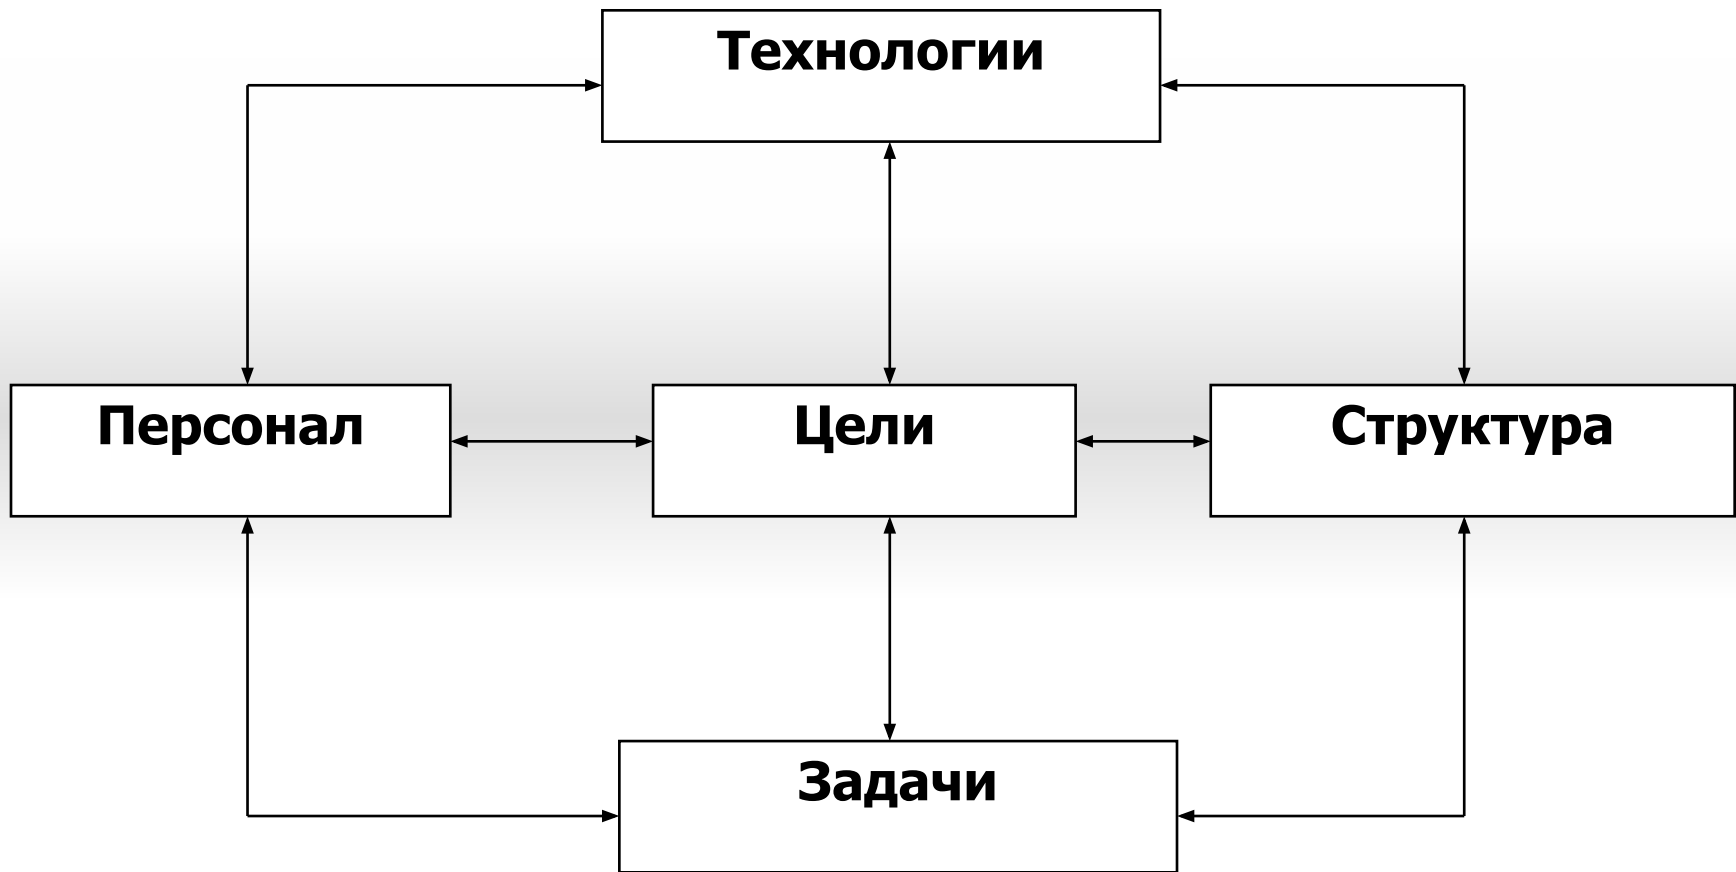 Технологии
Персонал
Цели
Структура
Задачи